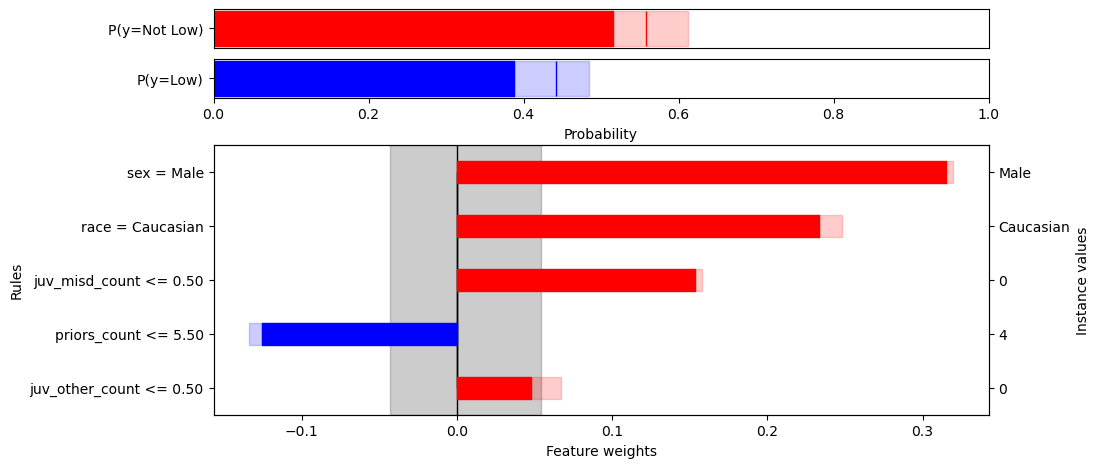 P(y=Not Low)
P(y=Low)
0.0 0.2 0.4 0.6 0.8 1.0
Probability
Rules
sex = Male Male
race = Caucasian Caucasian
juv_misd_count <= 0.50 0
priors_count <= 5.50 4
juv_other_count <= 0.50 0
Instance values
−0.1 0.0 0.1 0.2 0.3
Feature weights